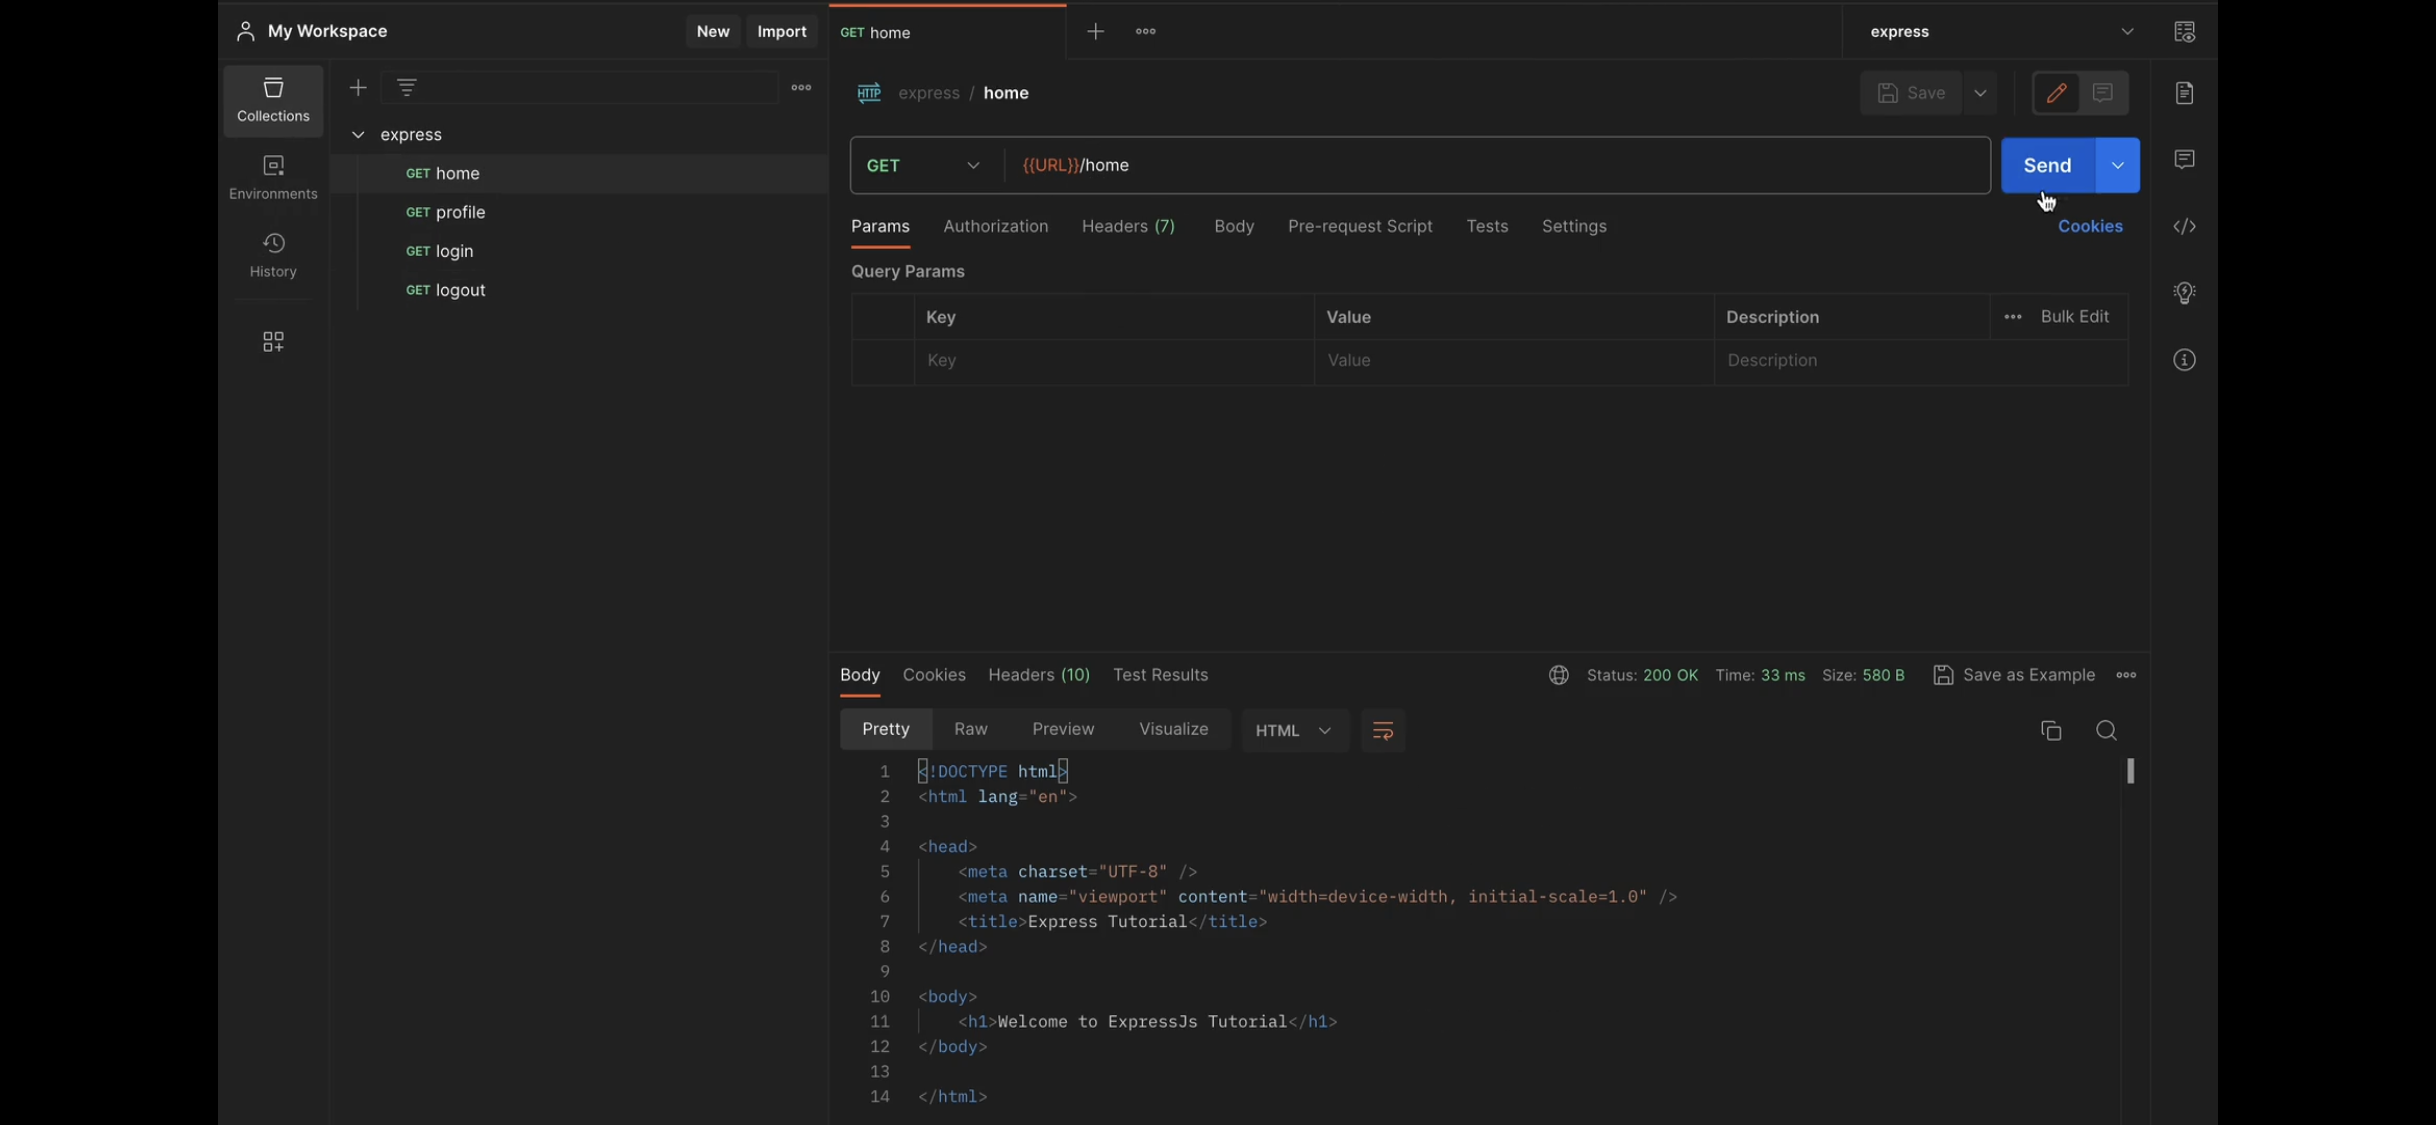 My Workspace
New Import
GET home
express
Collections
Environments
History
express
GET home
GET profile
GET login
GET logout
HTTP express / home
Save
GET {{URL}}/home
Send
Params Authorization Headers (7) Body Pre-request Script Tests Settings
Cookies
Query Params
Key Value Description Bulk Edit
Key Value Description
Body Cookies Headers (10) Test Results
Status: 200 OK Time: 33 ms Size: 580 B Save as Example
Pretty Raw Preview Visualize HTML
1 <!DOCTYPE html>
2 <html lang="en">
3
4 <head>
5 <meta charset="UTF-8" />
6 <meta name="viewport" content="width=device-width, initial-scale=1.0" />
7 <title>Express Tutorial</title>
8 </head>
9
10 <body>
11 <h1>Welcome to ExpressJs Tutorial</h1>
12 </body>
13
14 </html>